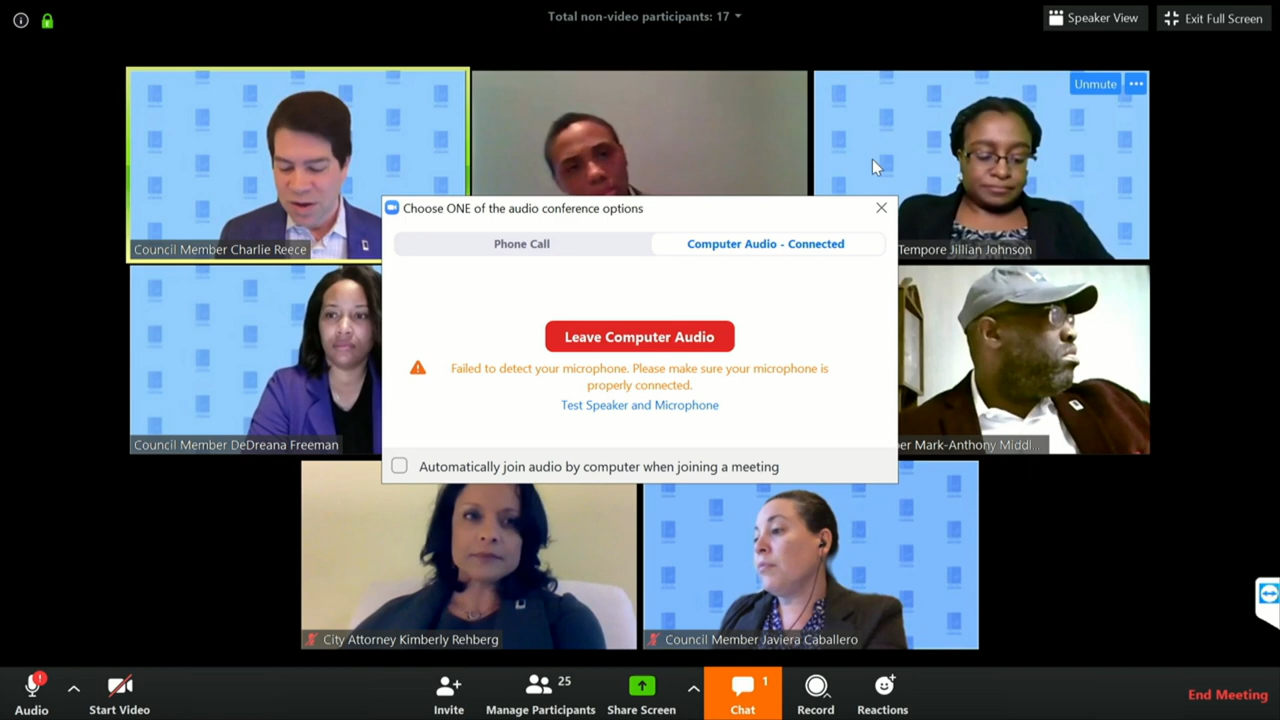 Total non-video participants: 17
Speaker View
Exit Full Screen
Unmute
Council Member Charlie Reece
Tempore Jillian Johnson
Choose ONE of the audio conference options
Phone Call
Computer Audio - Connected
Leave Computer Audio
Failed to detect your microphone. Please make sure your microphone is
properly connected.
Test Speaker and Microphone
Automatically join audio by computer when joining a meeting
Council Member DeDreana Freeman
er Mark-Anthony Middl...
City Attorney Kimberly Rehberg
Council Member Javiera Caballero
Audio
Start Video
Invite
25
Manage Participants
Share Screen
1
Chat
Record
Reactions
End Meeting